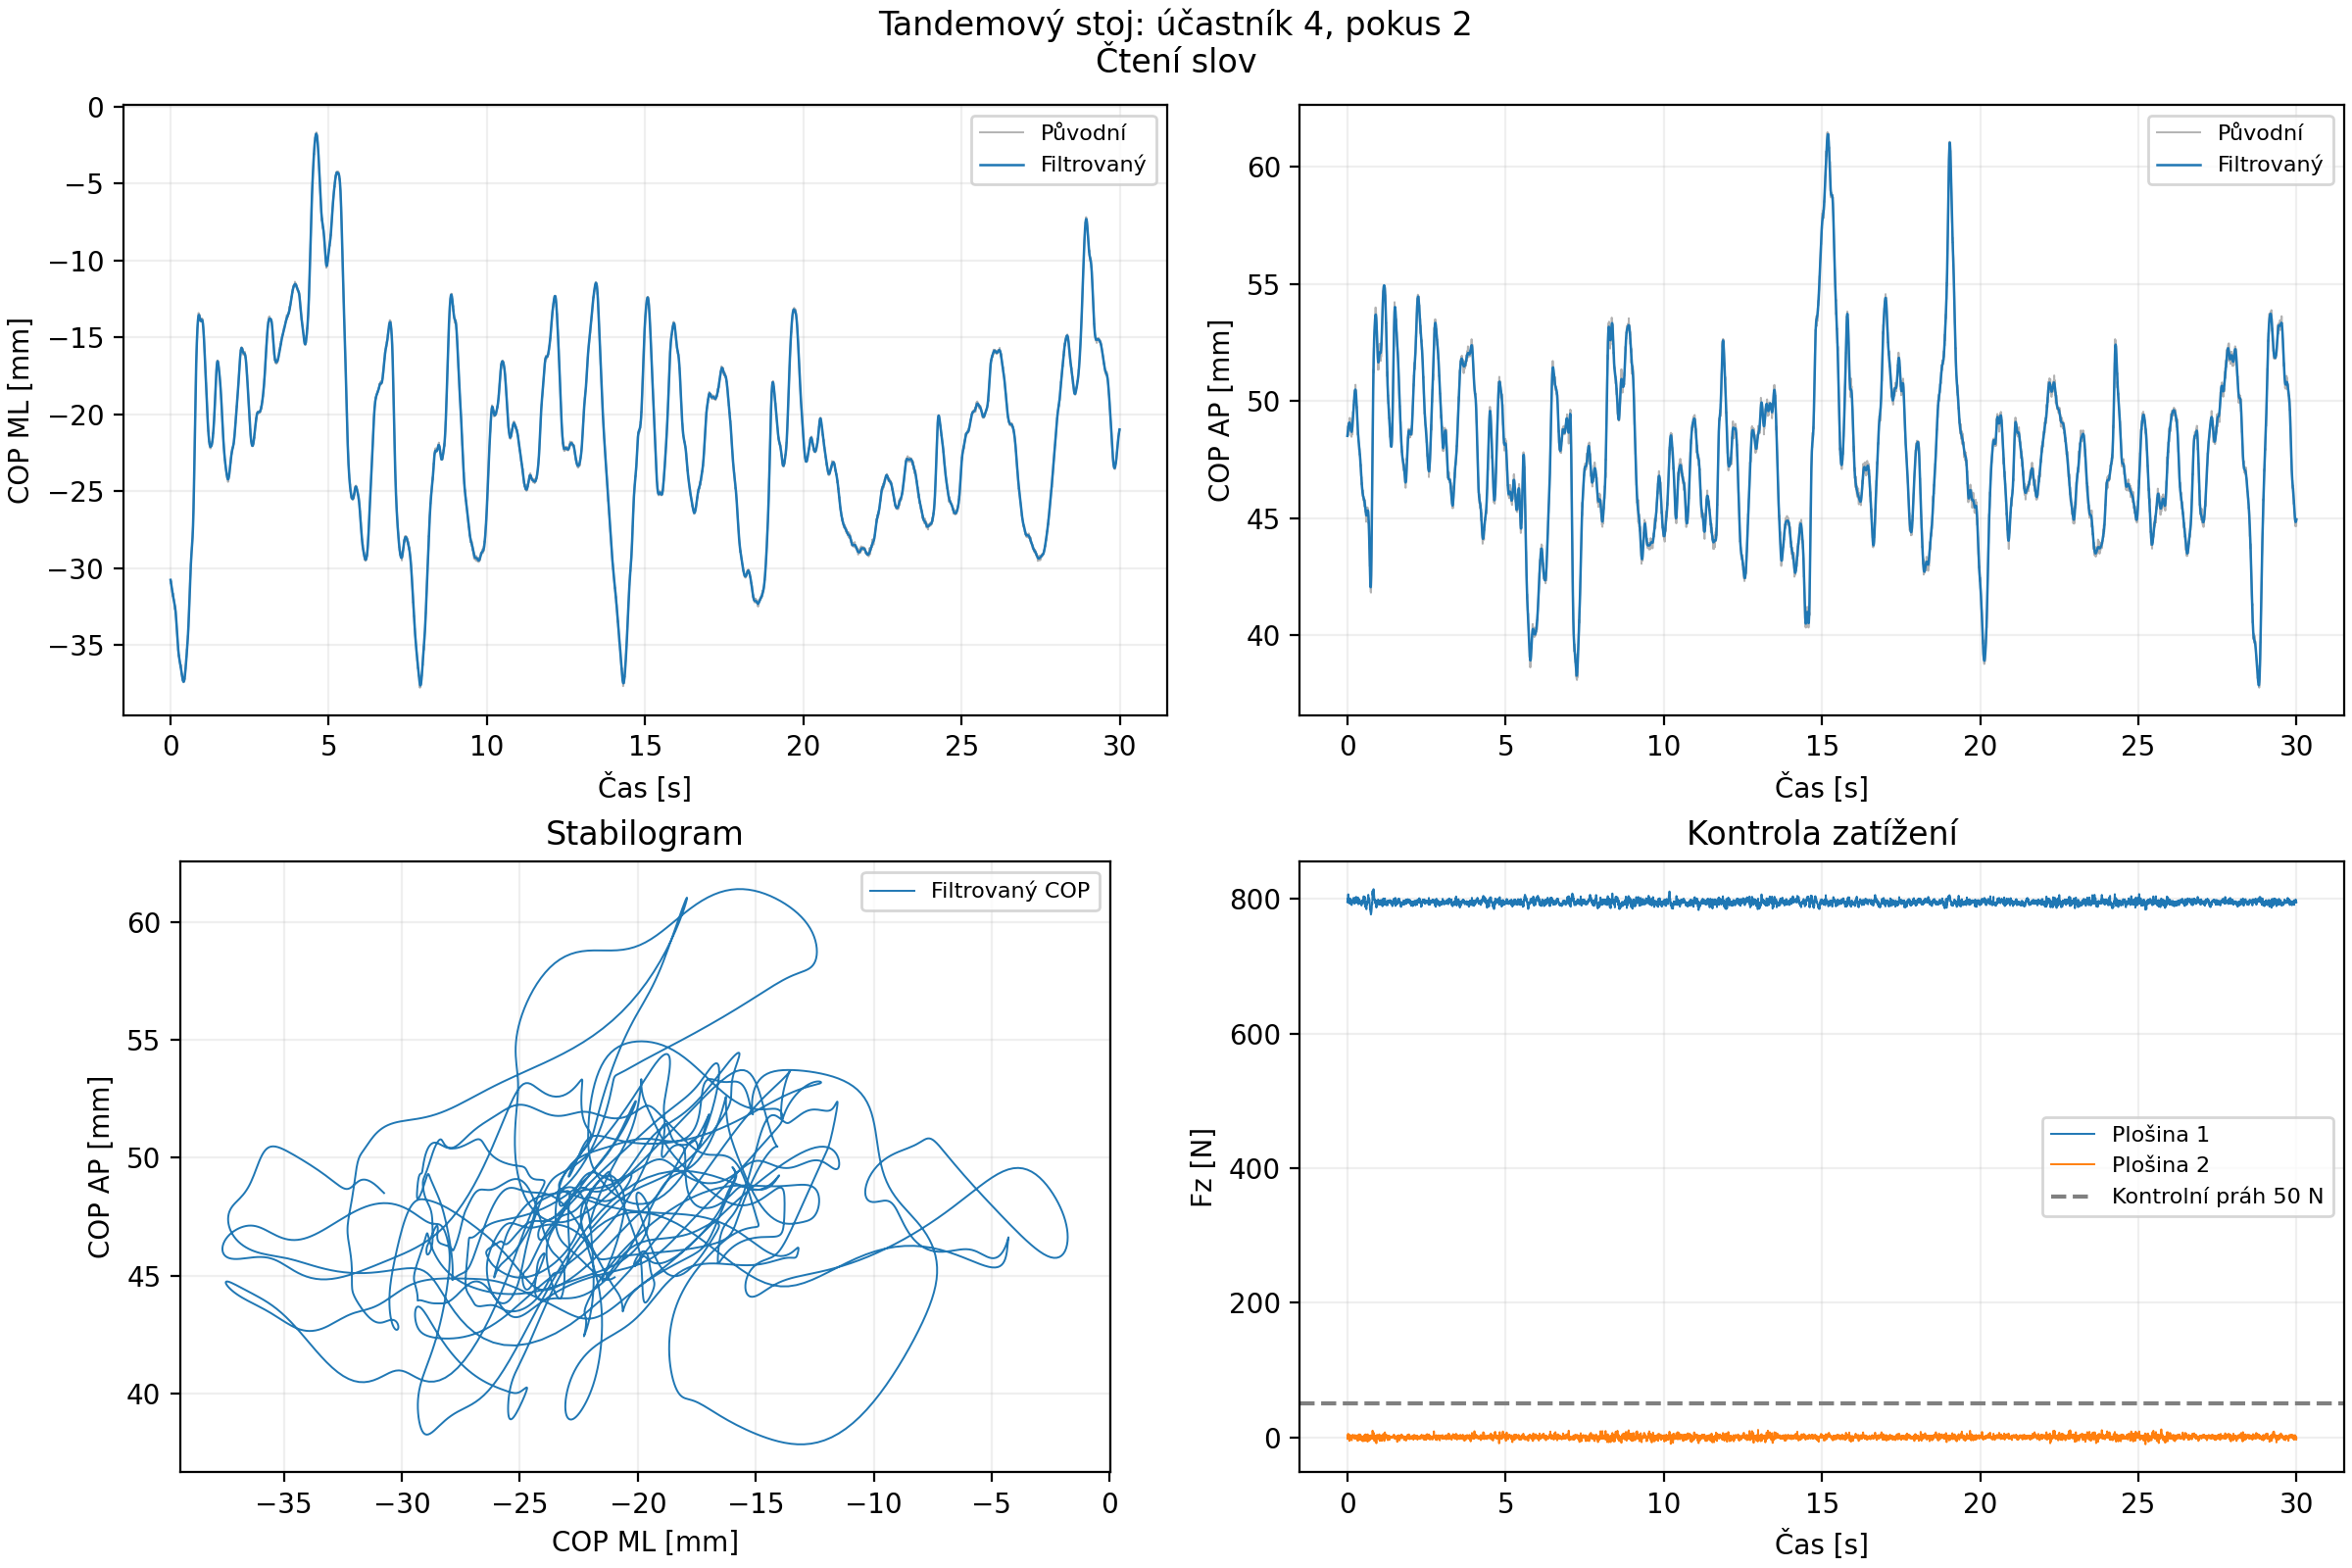 Tandemový stoj: účastník 4, pokus 2
Čtení slov
0
−5
−10
−15
−20
−25
−30
−35
COP ML [mm]
Původní
Filtrovaný
0
5
10
15
20
25
30
Čas [s]
60
55
50
45
40
COP AP [mm]
Původní
Filtrovaný
0
5
10
15
20
25
30
Čas [s]
Stabilogram
60
55
50
45
40
COP AP [mm]
Filtrovaný COP
−35
−30
−25
−20
−15
−10
−5
0
COP ML [mm]
Kontrola zatížení
800
600
400
200
0
Fz [N]
Plošina 1
Plošina 2
Kontrolní práh 50 N
0
5
10
15
20
25
30
Čas [s]